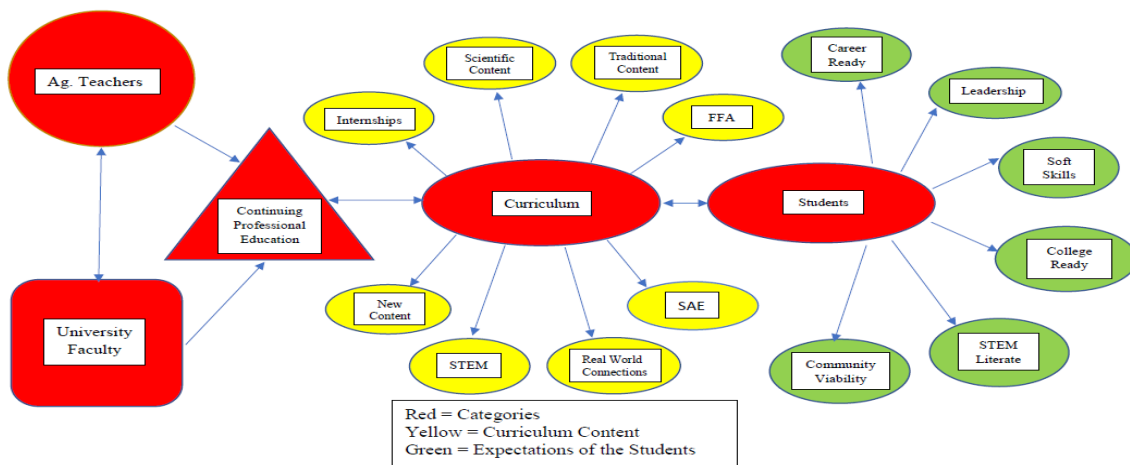 Ag. Teachers
University
Faculty
Continuing
Professional
Education
Internships
Scientific
Content
Traditional
Content
FFA
Curriculum
New
Content
STEM
Real World
Connections
SAE
Students
Career
Ready
Leadership
Soft
Skills
College
Ready
STEM
Literate
Community
Viability
Red = Categories
Yellow = Curriculum Content
Green = Expectations of the Students